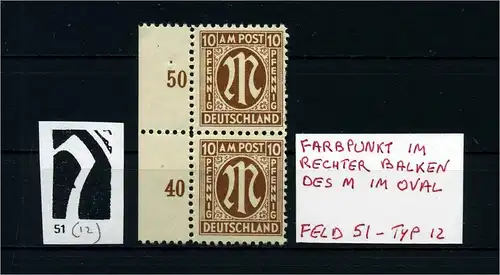 50
10 AM POST 10
PFENNIG PFENNIG
M
DEUTSCHLAND
40
10 AM POST 10
PFENNIG PFENNIG
M
DEUTSCHLAND
51 (12)
FARBPUNKT IM
RECHTER BALKEN
DES M IM OVAL
FELD 51 - TYP 12